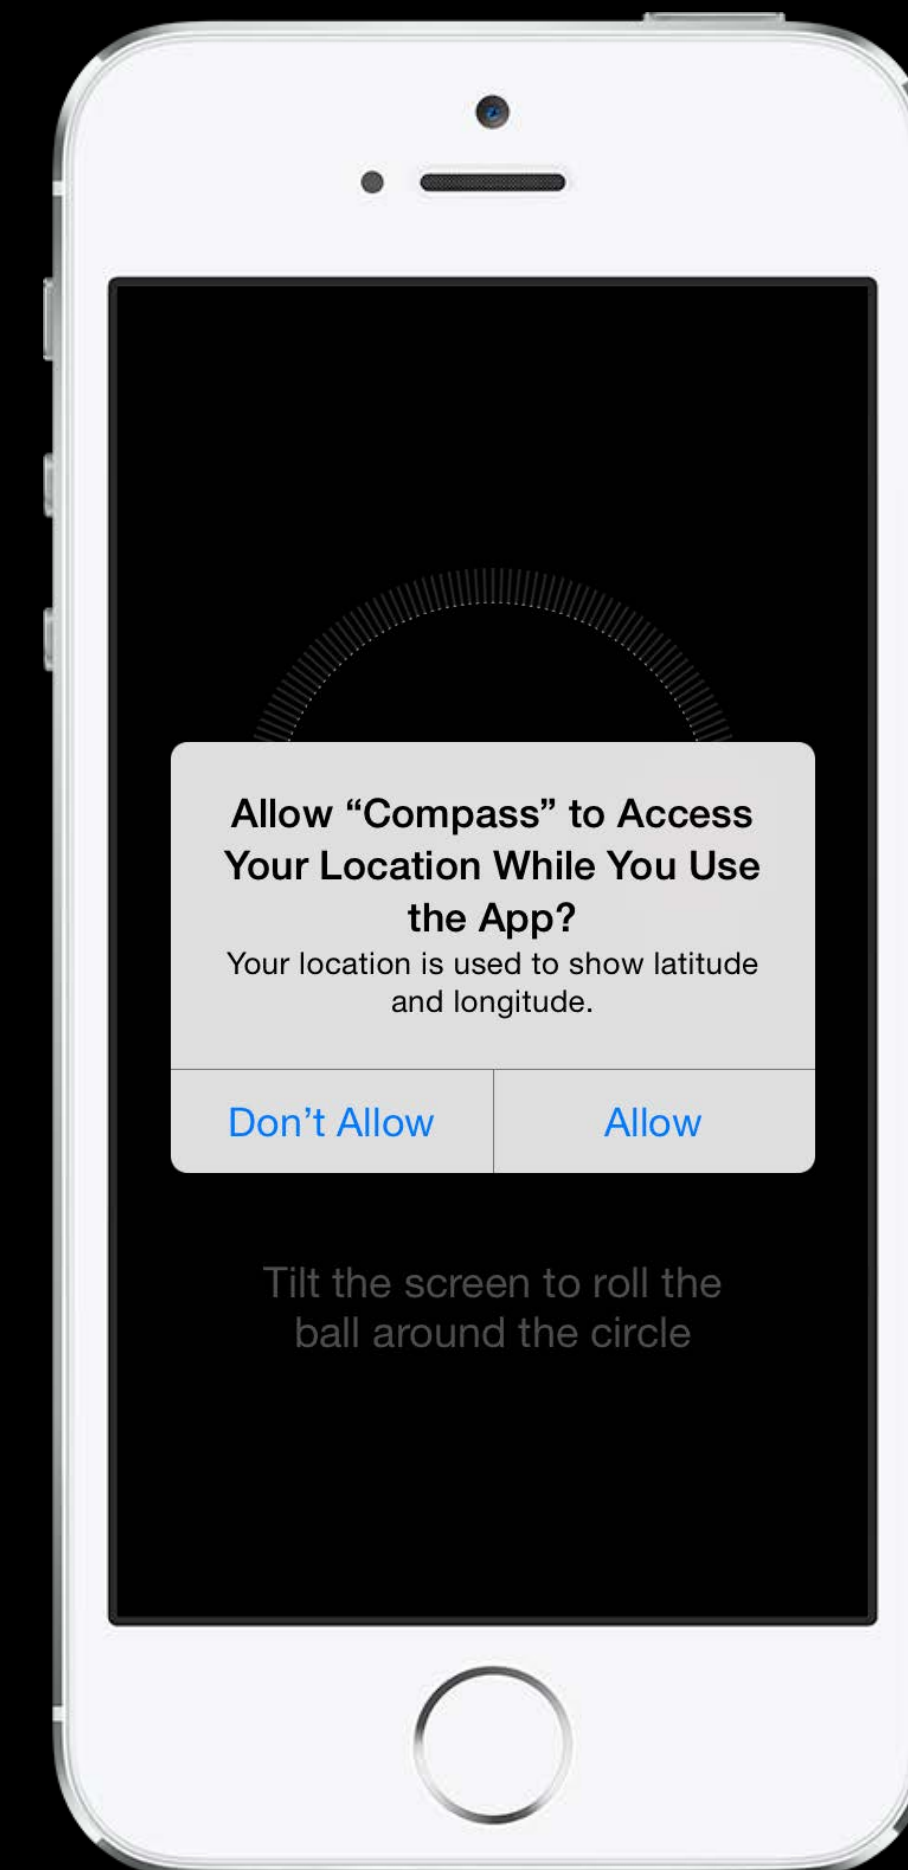 Allow “Compass” to Access
Your Location While You Use
the App?
Your location is used to show latitude
and longitude.
Don’t Allow
Allow
Tilt the screen to roll the
ball around the circle